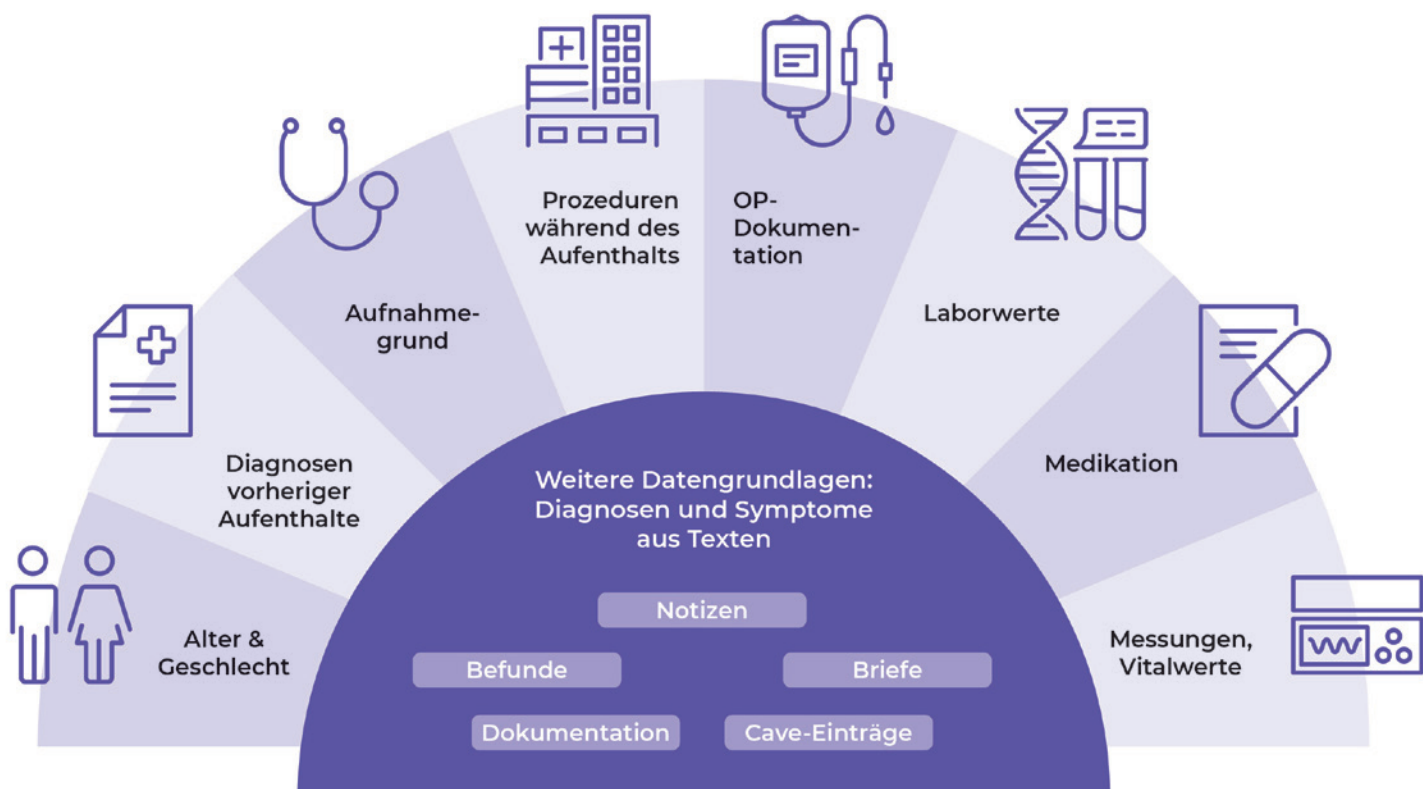 Prozeduren
während des
Aufenthalts
OP-
Dokumen-
tation
Aufnahme-
grund
Laborwerte
Diagnosen
vorheriger
Aufenthalte
Medikation
Alter &
Geschlecht
Messungen,
Vitalwerte
Weitere Datengrundlagen:
Diagnosen und Symptome
aus Texten
Notizen
Befunde
Briefe
Dokumentation
Cave-Einträge